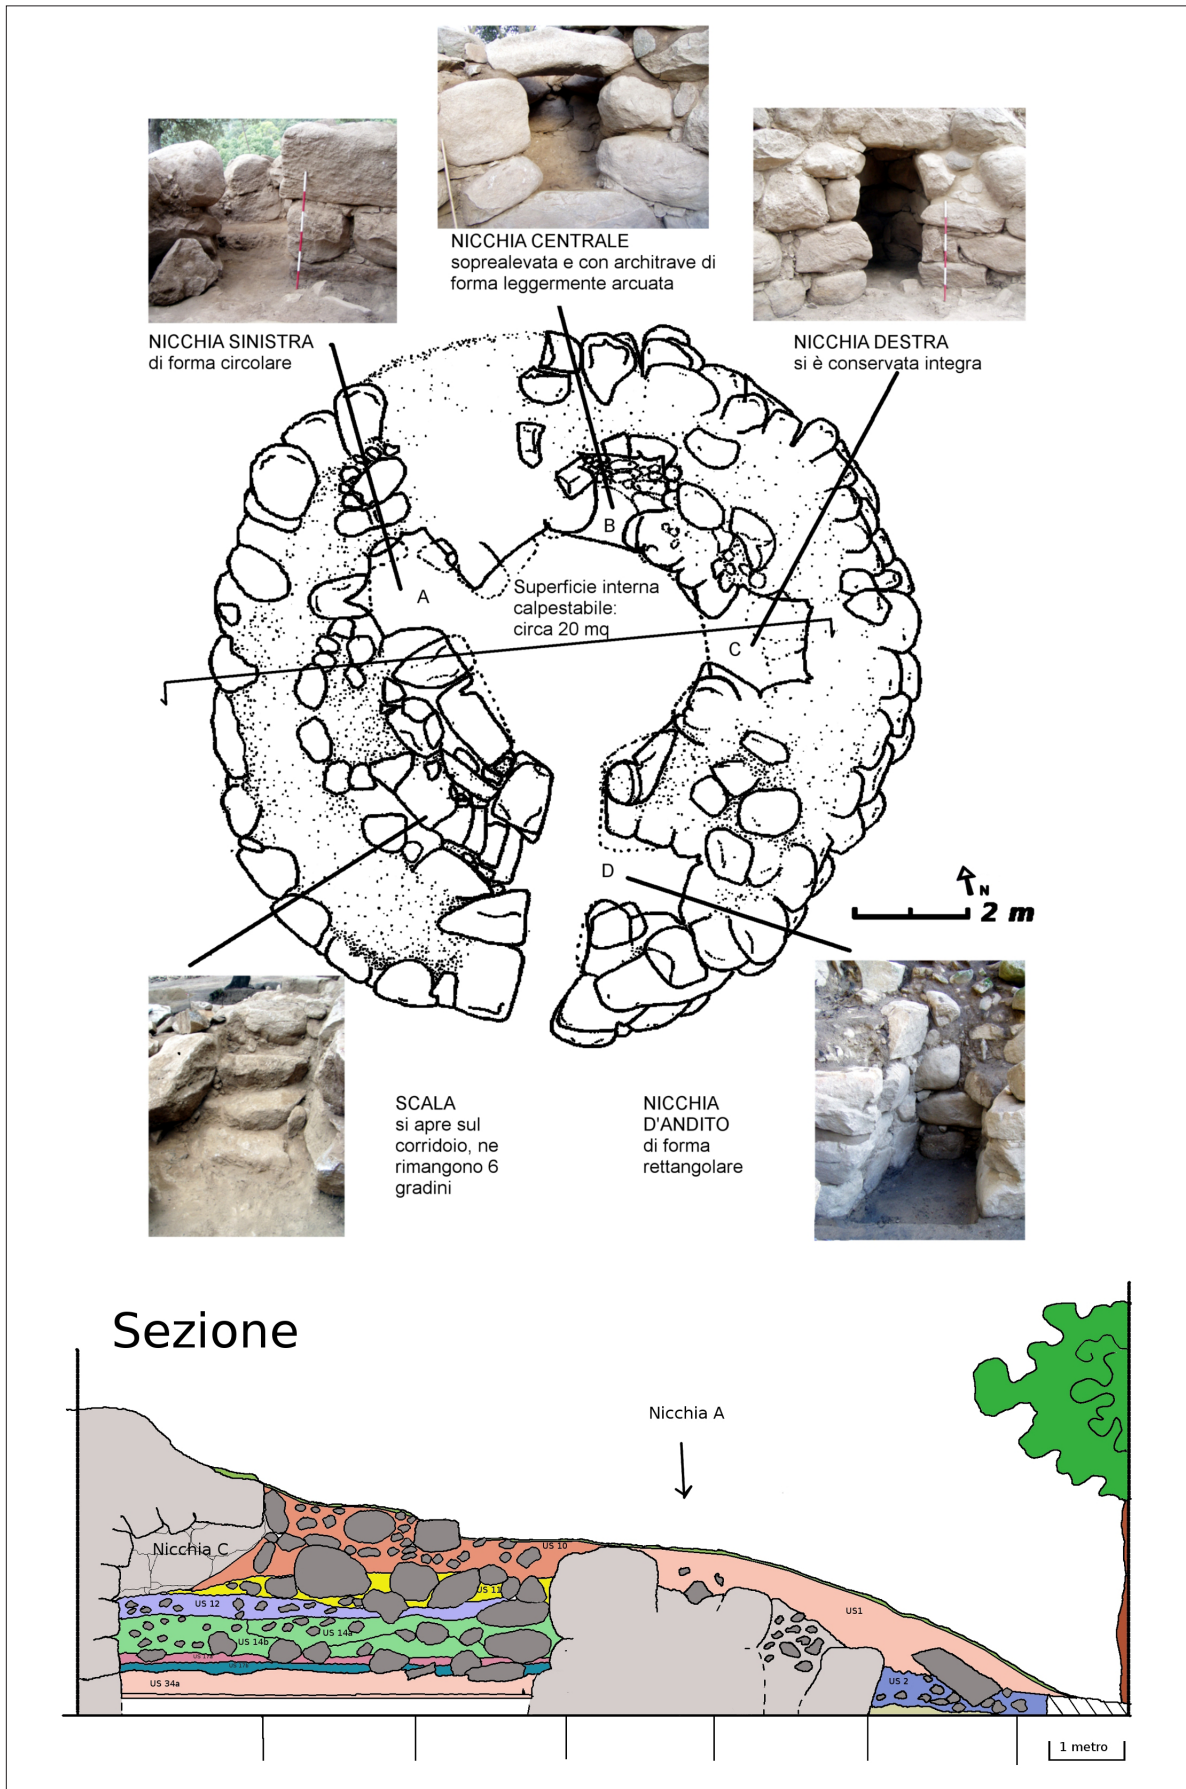 NICCHIA CENTRALE
soprealevata e con architrave di
forma leggermente arcuata
NICCHIA SINISTRA
di forma circolare
NICCHIA DESTRA
si è conservata integra
B
A
Superficie interna
calpestabile:
circa 20 mq
C
D
N
2 m
SCALA
si apre sul
corridoio, ne
rimangono 6
gradini
NICCHIA
D'ANDITO
di forma
rettangolare
Sezione
Nicchia A
Nicchia C
US 10
US 11
US 12
US1
US 14a
US 14b
US 2
US 34a
1 metro